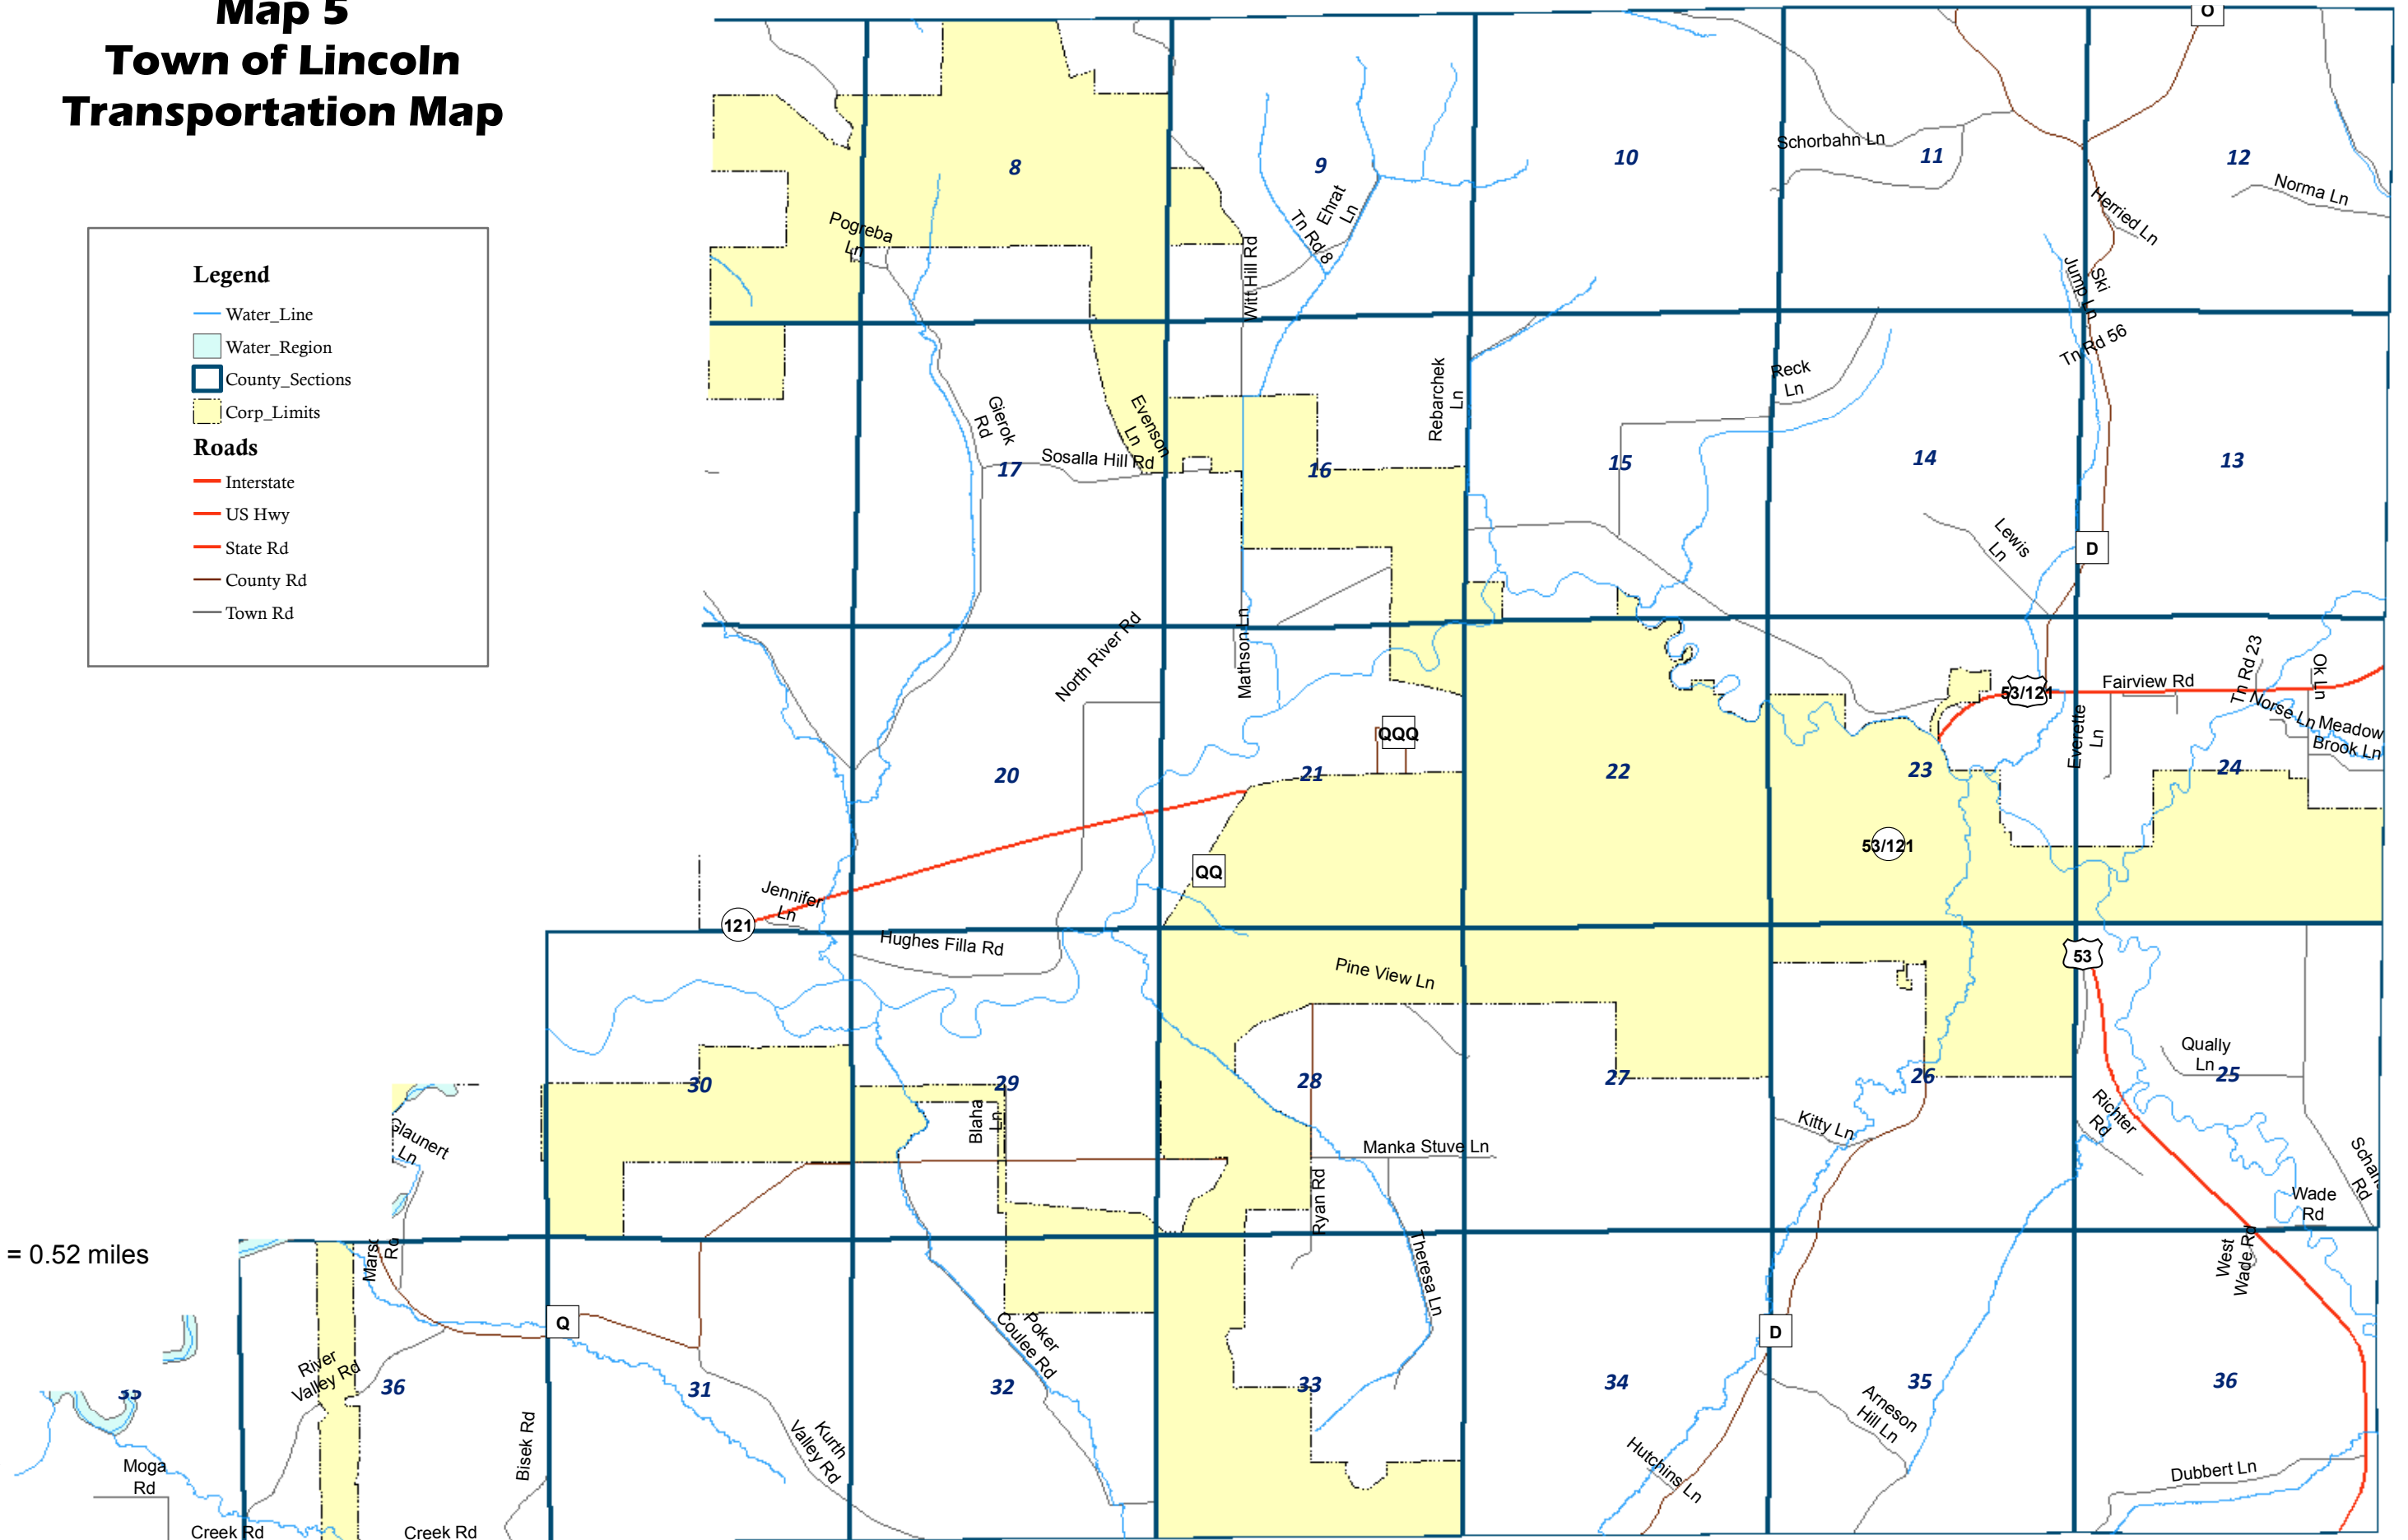 Map 5
Town of Lincoln
Transportation Map
Legend
Water_Line
Water_Region
County_Sections
Corp_Limits
Roads
Interstate
US Hwy
State Rd
County Rd
Town Rd
= 0.52 miles
O
8
9
10
11
12
Schorbahn Ln
Norma Ln
Herried Ln
Pogreba
Ln
Ehrat
Ln
Tn Rd 8
Witt Hill Rd
Ski
Jump Ln
Tn Rd 56
Rebarchek
Ln
Reck
Ln
Gierok
Rd
Evenson
Ln
Sosalla Hill Rd
17
16
15
14
13
Lewis
Ln
D
North River Rd
Mathson Ln
53/121
Fairview Rd
Tn Rd 23
Ok Ln
Norse Ln
Meadow
Brook Ln
Everette
Ln
QQQ
20
21
22
23
24
53/121
QQ
Jennifer
Ln
121
Hughes Filla Rd
Pine View Ln
53
Qually
Ln
30
29
28
27
26
25
Blaha
Ln
Glaunert
Ln
Kitty Ln
Richter
Rd
Manka Stuve Ln
Ryan Rd
Rd
Wade
Rd
West
Wade Rd
Theresa Ln
Q
D
Poker
Coulee Rd
River
Valley Rd
36
31
32
33
34
35
36
Arneson
Hill Ln
Kurth
Valley Rd
Bisek Rd
Hutchins Ln
Dubbert Ln
Moga
Rd
Creek Rd
Creek Rd